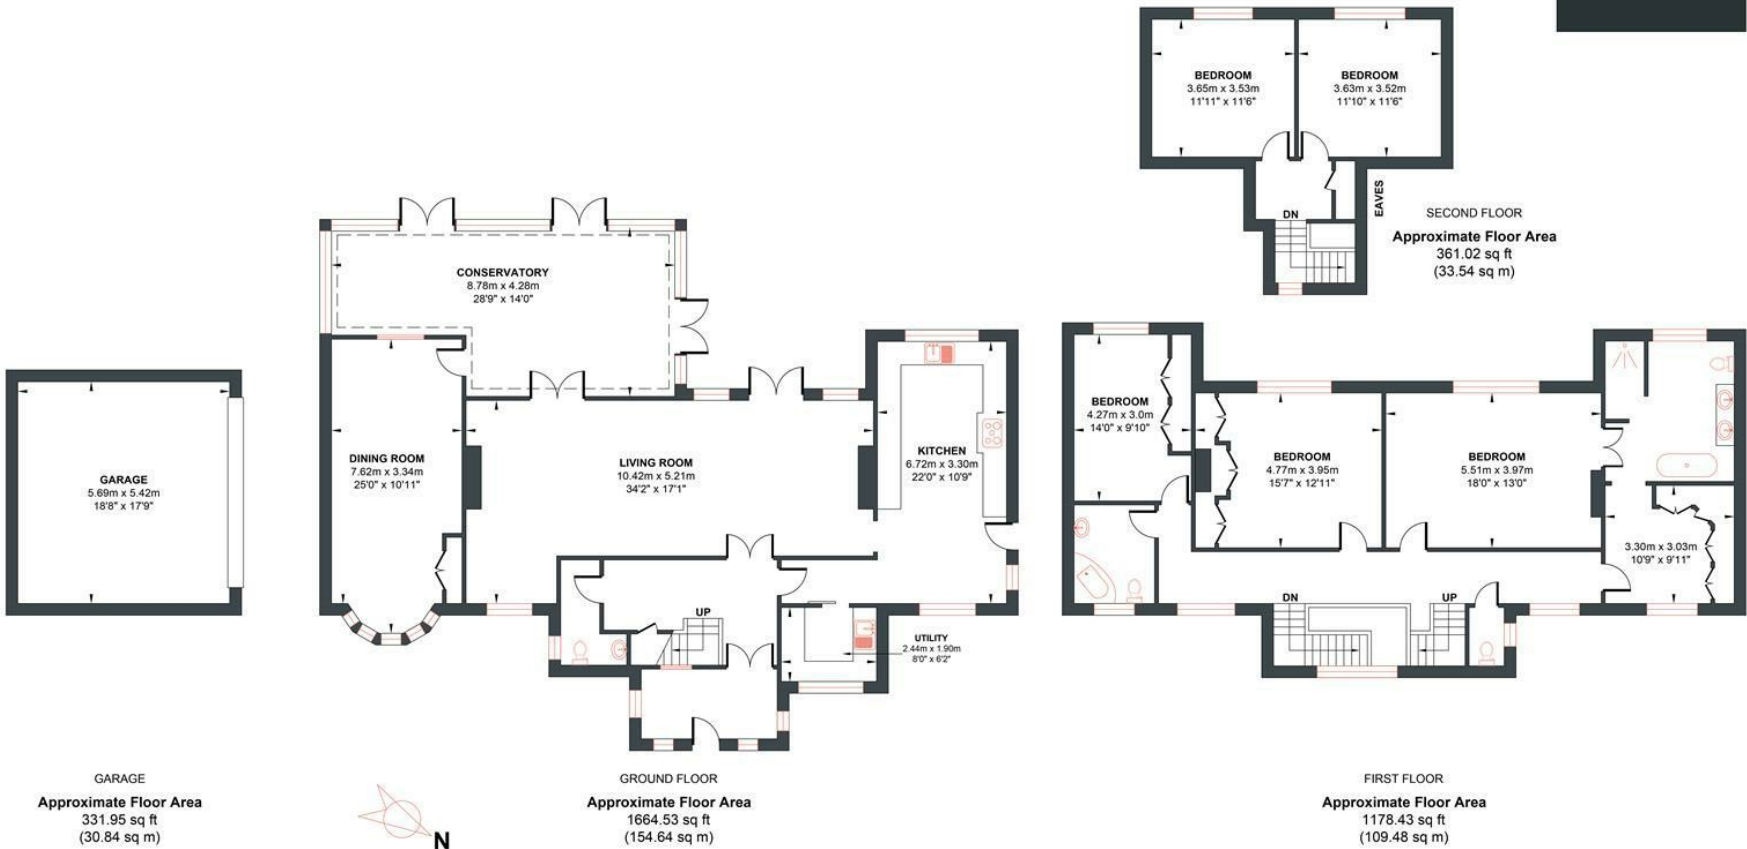 BEDROOM
3.65m x 3.53m
11'11" x 11'6"
BEDROOM
3.63m x 3.52m
11'10" x 11'6"
DN
EAVES
SECOND FLOOR
Approximate Floor Area
361.02 sq ft
(33.54 sq m)
GARAGE
5.69m x 5.42m
18'8" x 17'9"
CONSERVATORY
8.78m x 4.28m
28'9" x 14'0"
DINING ROOM
7.62m x 3.34m
25'0" x 10'11"
LIVING ROOM
10.42m x 5.21m
34'2" x 17'1"
KITCHEN
6.72m x 3.30m
22'0" x 10'9"
UP
UTILITY
2.44m x 1.90m
8'0" x 6'2"
BEDROOM
4.27m x 3.0m
14'0" x 9'10"
BEDROOM
4.77m x 3.95m
15'7" x 12'11"
BEDROOM
5.51m x 3.97m
18'0" x 13'0"
3.30m x 3.03m
10'9" x 9'11"
DN
UP
GARAGE
Approximate Floor Area
331.95 sq ft
(30.84 sq m)
N
GROUND FLOOR
Approximate Floor Area
1664.53 sq ft
(154.64 sq m)
FIRST FLOOR
Approximate Floor Area
1178.43 sq ft
(109.48 sq m)